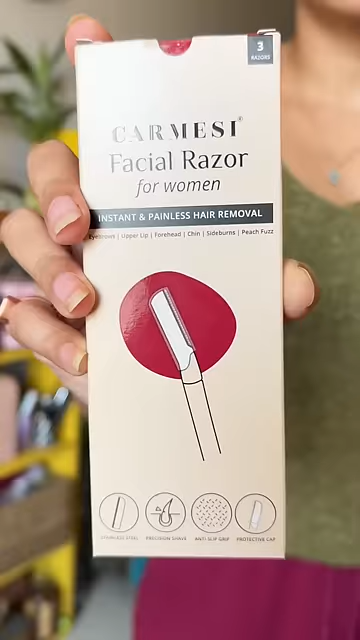 3
RAZORS
CARMESI®
Facial Razor
for women
INSTANT & PAINLESS HAIR REMOVAL
Eyebrows | Upper Lip | Forehead | Chin | Sideburns | Peach Fuzz
STAINLESS STEEL
PRECISION SHAVE
ANTI-SLIP GRIP
PROTECTIVE CAP